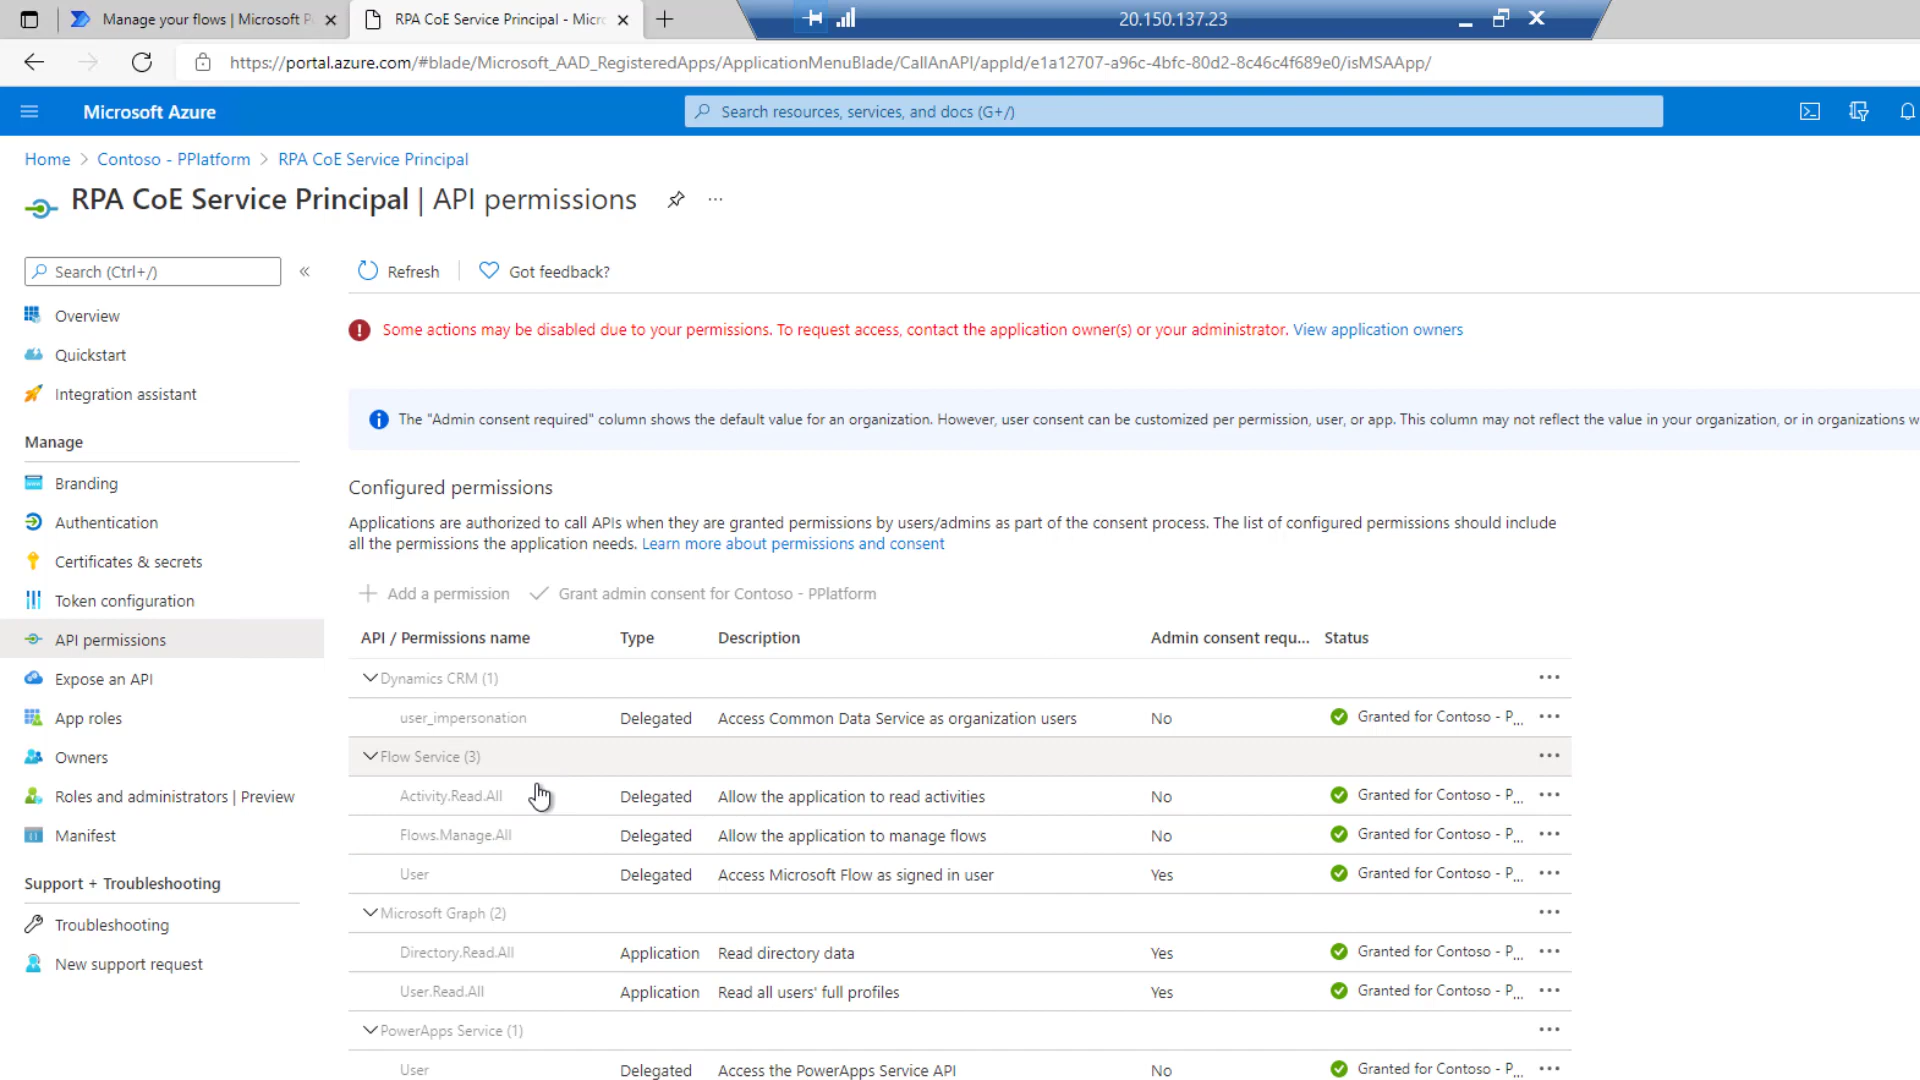 Manage your flows | Microsoft P
RPA CoE Service Principal - Micr
20.150.137.23
https://portal.azure.com/#blade/Microsoft_AAD_RegisteredApps/ApplicationMenuBlade/CallAnAPI/appId/e1a12707-a96c-4bfc-80d2-8c46c4f689e0/isMSAApp/
Microsoft Azure
Search resources, services, and docs (G+/)
Home > Contoso - PPlatform > RPA CoE Service Principal
RPA CoE Service Principal | API permissions
Search (Ctrl+/)
Refresh
Got feedback?
Overview
Quickstart
Integration assistant
Manage
Branding
Authentication
Certificates & secrets
Token configuration
API permissions
Expose an API
App roles
Owners
Roles and administrators | Preview
Manifest
Support + Troubleshooting
Troubleshooting
New support request
Some actions may be disabled due to your permissions. To request access, contact the application owner(s) or your administrator. View application owners
The "Admin consent required" column shows the default value for an organization. However, user consent can be customized per permission, user, or app. This column may not reflect the value in your organization, or in organizations w
Configured permissions
Applications are authorized to call APIs when they are granted permissions by users/admins as part of the consent process. The list of configured permissions should include
all the permissions the application needs. Learn more about permissions and consent
Add a permission
Grant admin consent for Contoso - PPlatform
API / Permissions name Type Description Admin consent requ... Status
Dynamics CRM (1)
user_impersonation Delegated Access Common Data Service as organization users No Granted for Contoso - P...
Flow Service (3)
Activity.Read.All Delegated Allow the application to read activities No Granted for Contoso - P...
Flows.Manage.All Delegated Allow the application to manage flows No Granted for Contoso - P...
User Delegated Access Microsoft Flow as signed in user Yes Granted for Contoso - P...
Microsoft Graph (2)
Directory.Read.All Application Read directory data Yes Granted for Contoso - P...
User.Read.All Application Read all users' full profiles Yes Granted for Contoso - P...
PowerApps Service (1)
User Delegated Access the PowerApps Service API No Granted for Contoso - P...